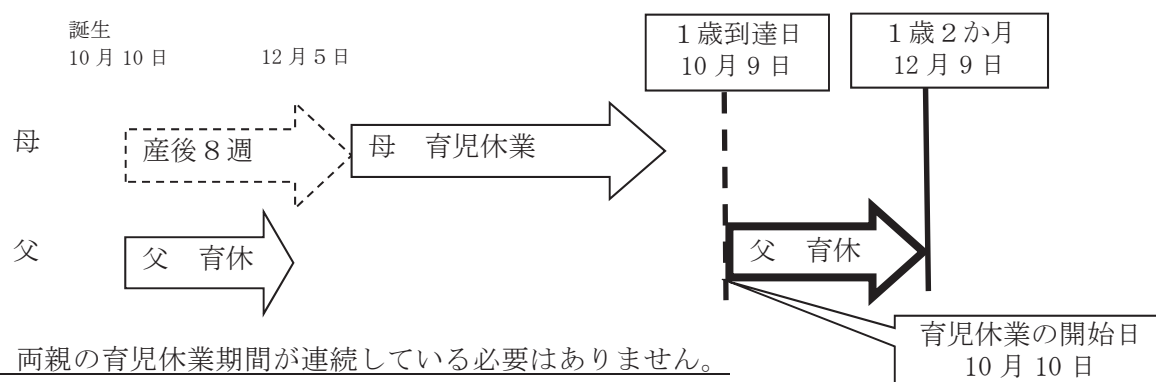 誕生
10月10日
12月5日
1歳到達日
10月9日
1歳2か月
12月9日
母
産後8週
母 育児休業
父
父 育休
父 育休
育児休業の開始日
10月10日
両親の育児休業期間が連続している必要はありません。